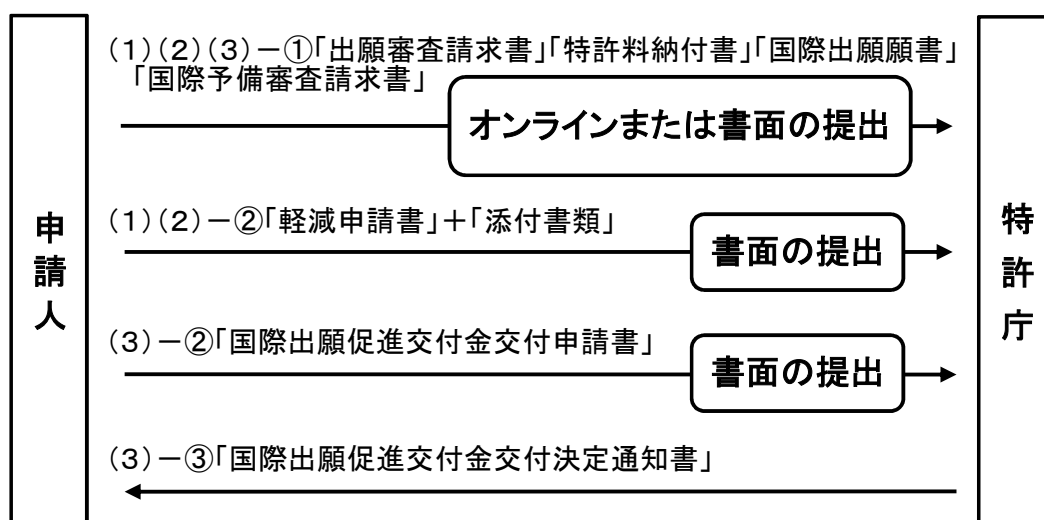 (1)(2)(3)－①「出願審査請求書」「特許料納付書」「国際出願願書」
「国際予備審査請求書」
オンラインまたは書面の提出
申請人
(1)(2)－②「軽減申請書」＋「添付書類」
書面の提出
特許庁
(3)－②「国際出願促進交付金交付申請書」
書面の提出
(3)－③「国際出願促進交付金交付決定通知書」